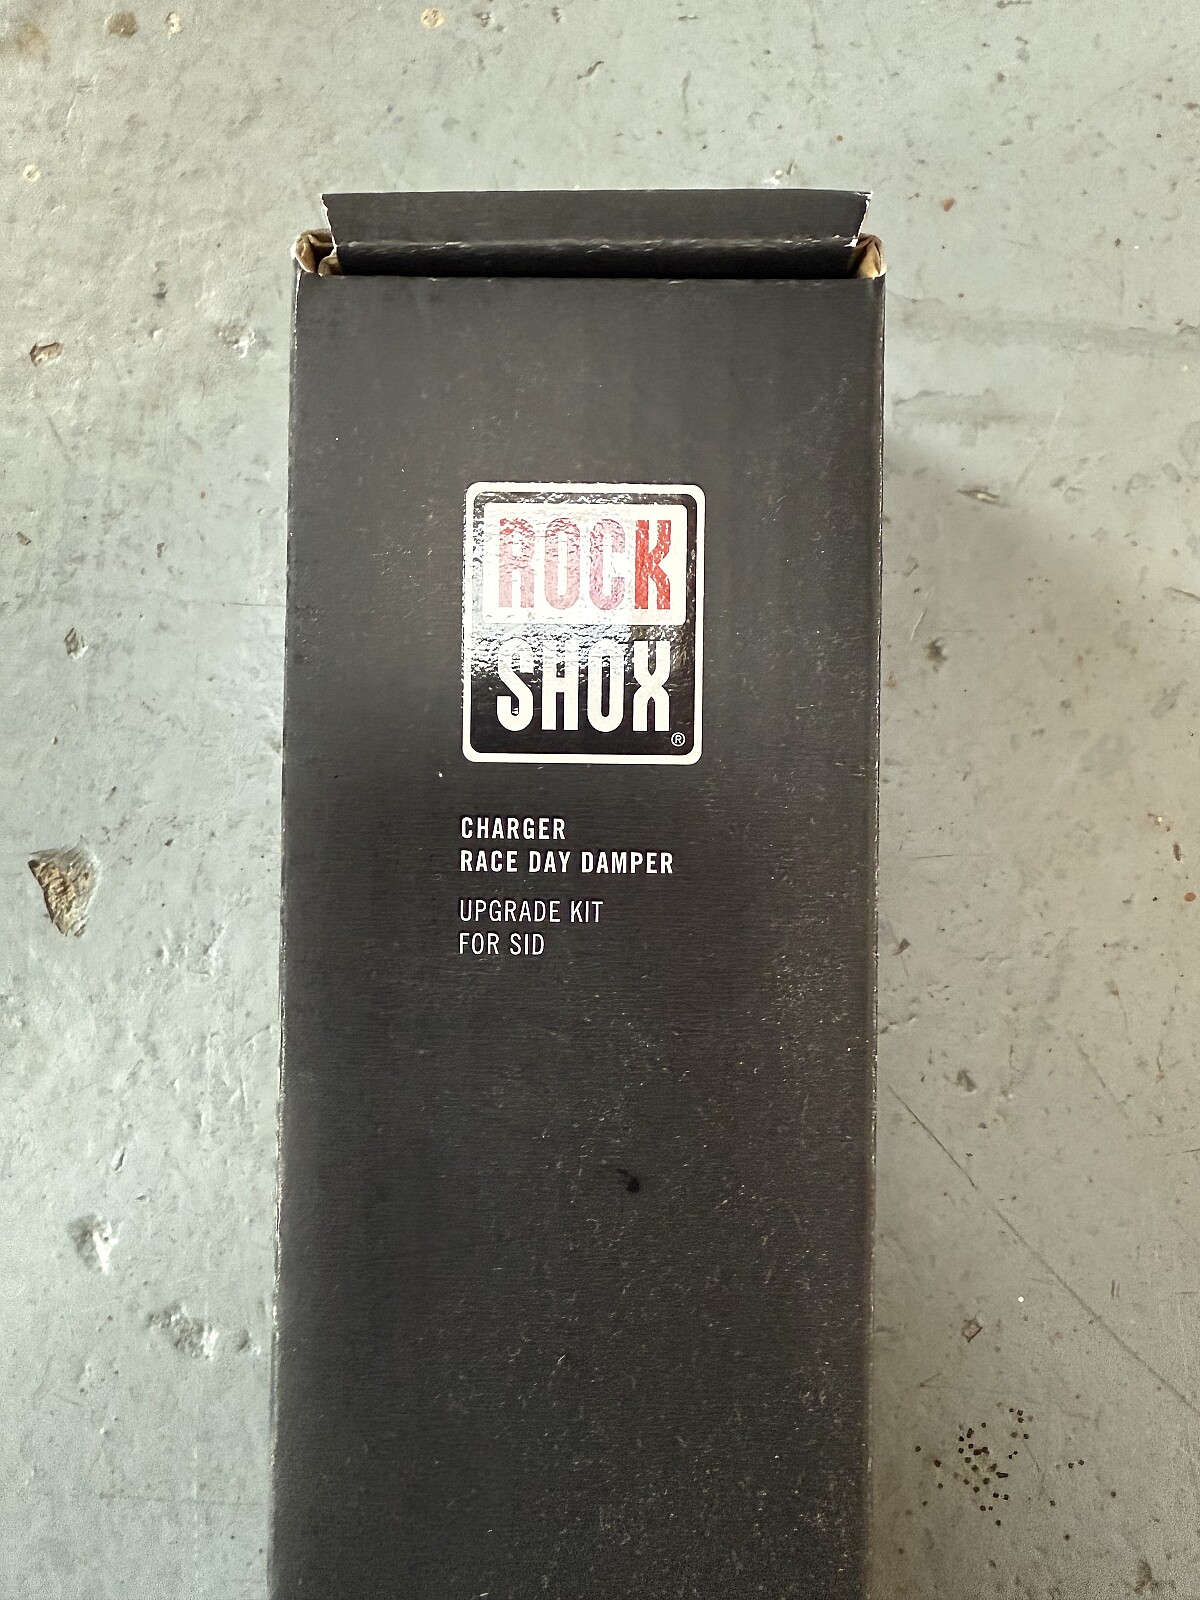 ROCK
SHOX
®
CHARGER
RACE DAY DAMPER
UPGRADE KIT
FOR SID